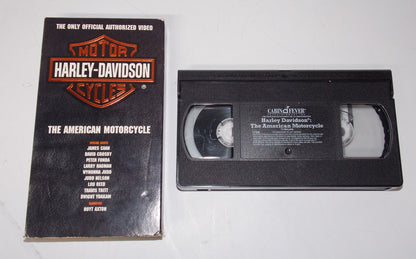 THE ONLY OFFICIAL AUTHORIZED VIDEO
MOTOR
HARLEY-DAVIDSON
CYCLES
THE AMERICAN MOTORCYCLE
JAMES CAAN
DAVID CROSBY
PETER FONDA
LARRY HAGMAN
WYNONNA JUDD
JUDD NELSON
LOU REED
TRAVIS TRITT
DWIGHT YOAKAM
HOYT AXTON
CABIN FEVER
Harley Davidson
The American Motorcycle